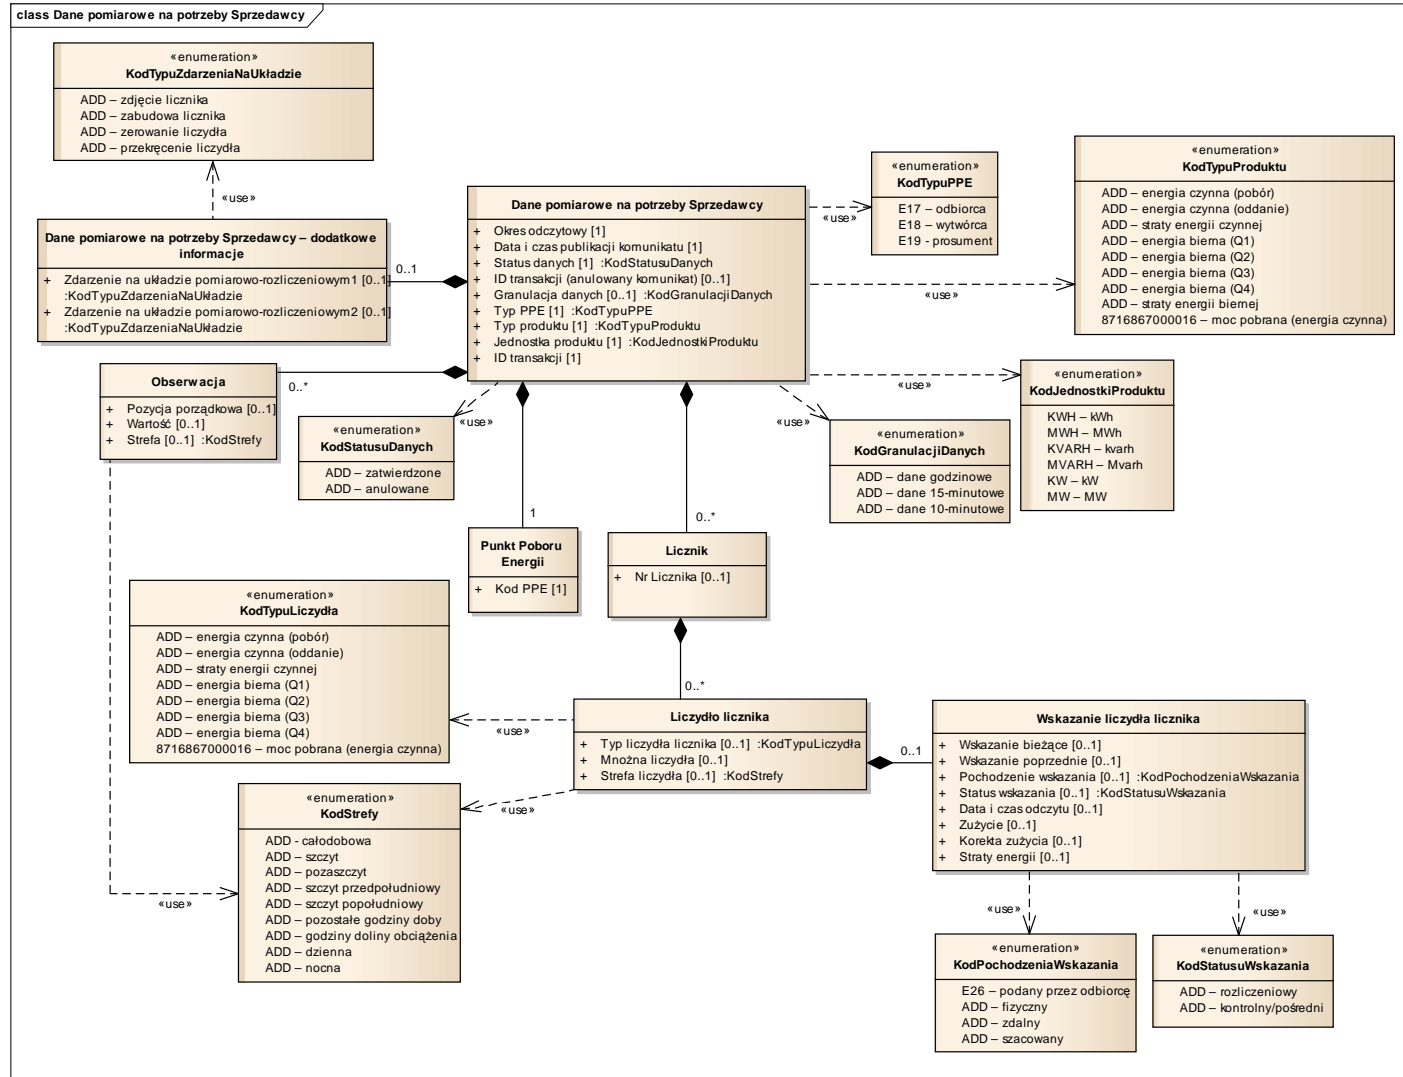 class Dane pomiarowe na potrzeby Sprzedawcy
«enumeration»
KodTypuZdarzeniaNaUkładzie
ADD – zdjęcie licznika
ADD – zabudowa licznika
ADD – zerowanie liczydła
ADD – przekręcenie liczydła
«use»
Dane pomiarowe na potrzeby Sprzedawcy – dodatkowe
informacje
+ Zdarzenie na układzie pomiarowo-rozliczeniowym1 [0..1]
:KodTypuZdarzeniaNaUkładzie
+ Zdarzenie na układzie pomiarowo-rozliczeniowym2 [0..1]
:KodTypuZdarzeniaNaUkładzie
0..1
Dane pomiarowe na potrzeby Sprzedawcy
+ Okres odczytowy [1]
+ Data i czas publikacji komunikatu [1]
+ Status danych [1] :KodStatusuDanych
+ ID transakcji (anulowany komunikat) [0..1]
+ Granulacja danych [0..1] :KodGranulacjiDanych
+ Typ PPE [1] :KodTypuPPE
+ Typ produktu [1] :KodTypuProduktu
+ Jednostka produktu [1] :KodJednostkiProduktu
+ ID transakcji [1]
«use»
«enumeration»
KodTypuPPE
E17 – odbiorca
E18 – wytwórca
E19 - prosument
«use»
«enumeration»
KodTypuProduktu
ADD – energia czynna (pobór)
ADD – energia czynna (oddanie)
ADD – straty energii czynnej
ADD – energia bierna (Q1)
ADD – energia bierna (Q2)
ADD – energia bierna (Q3)
ADD – energia bierna (Q4)
ADD – straty energii biernej
8716867000016 – moc pobrana (energia czynna)
Obserwacja
+ Pozycja porządkowa [0..1]
+ Wartość [0..1]
+ Strefa [0..1] :KodStrefy
0..*
«use»
«enumeration»
KodStatusuDanych
ADD – zatwierdzone
ADD – anulowane
«use»
«enumeration»
KodGranulacjiDanych
ADD – dane godzinowe
ADD – dane 15-minutowe
ADD – dane 10-minutowe
«use»
«enumeration»
KodJednostkiProduktu
KWH – kWh
MWH – MWh
KVARH – kvarh
MVARH – Mvarh
KW – kW
MW – MW
1
Punkt Poboru
Energii
+ Kod PPE [1]
0..*
Licznik
+ Nr Licznika [0..1]
«enumeration»
KodTypuLiczydła
ADD – energia czynna (pobór)
ADD – energia czynna (oddanie)
ADD – straty energii czynnej
ADD – energia bierna (Q1)
ADD – energia bierna (Q2)
ADD – energia bierna (Q3)
ADD – energia bierna (Q4)
8716867000016 – moc pobrana (energia czynna)
«use»
0..*
Liczydło licznika
+ Typ liczydła licznika [0..1] :KodTypuLiczydła
+ Mnożna liczydła [0..1]
+ Strefa liczydła [0..1] :KodStrefy
0..1
Wskazanie liczydła licznika
+ Wskazanie bieżące [0..1]
+ Wskazanie poprzednie [0..1]
+ Pochodzenie wskazania [0..1] :KodPochodzeniaWskazania
+ Status wskazania [0..1] :KodStatusuWskazania
+ Data i czas odczytu [0..1]
+ Zużycie [0..1]
+ Korekta zużycia [0..1]
+ Straty energii [0..1]
«use»
«enumeration»
KodStrefy
ADD - całodobowa
ADD – szczyt
ADD – pozaszczyt
ADD – szczyt przedpołudniowy
ADD – szczyt popołudniowy
ADD – pozostałe godziny doby
ADD – godziny doliny obciążenia
ADD – dzienna
ADD – nocna
«use»
«use»
«enumeration»
KodPochodzeniaWskazania
E26 – podany przez odbiorcę
ADD – fizyczny
ADD – zdalny
ADD – szacowany
«use»
«enumeration»
KodStatusuWskazania
ADD – rozliczeniowy
ADD – kontrolny/pośredni